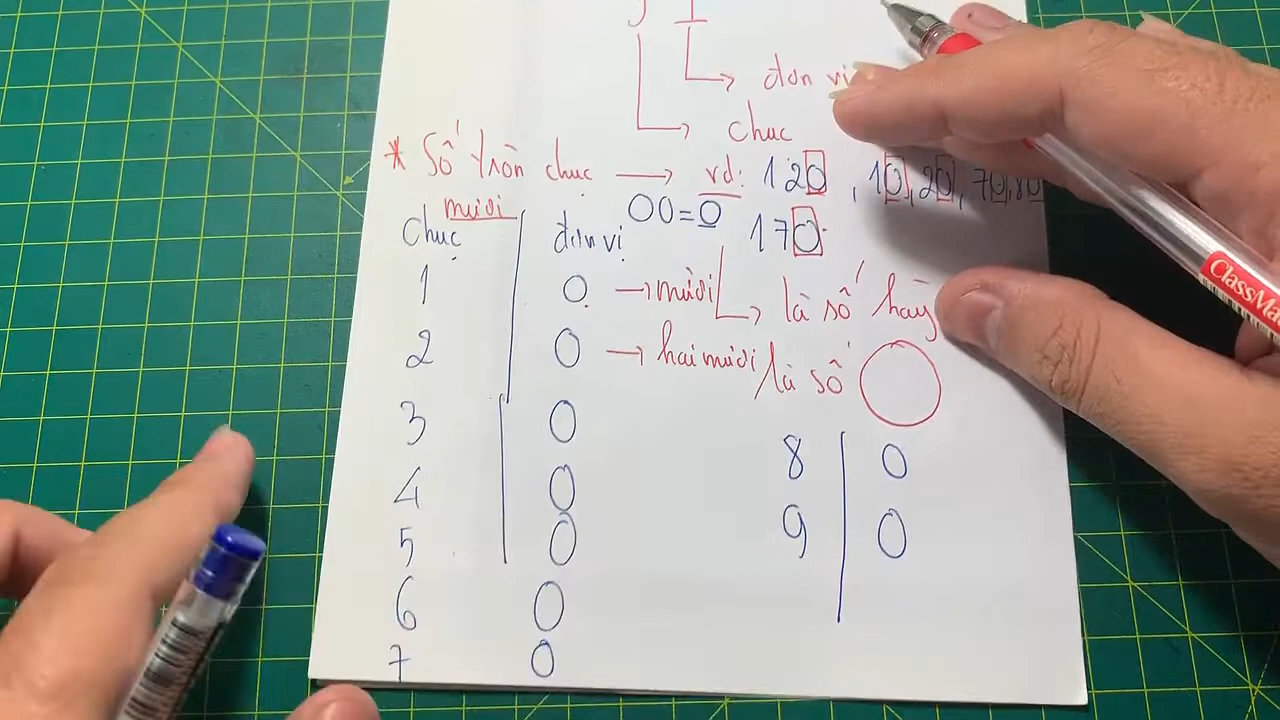 đơn vị
chục
* Số tròn chục → vd: 120, 10, 20, 70, 80
mươi 00=0 170
chục đơn vị
1 0 → mười là số hàng
2 0 → hai mươi là số
3 0
4 0 8 0
5 0 9 0
6 0
7 0
ClassMa